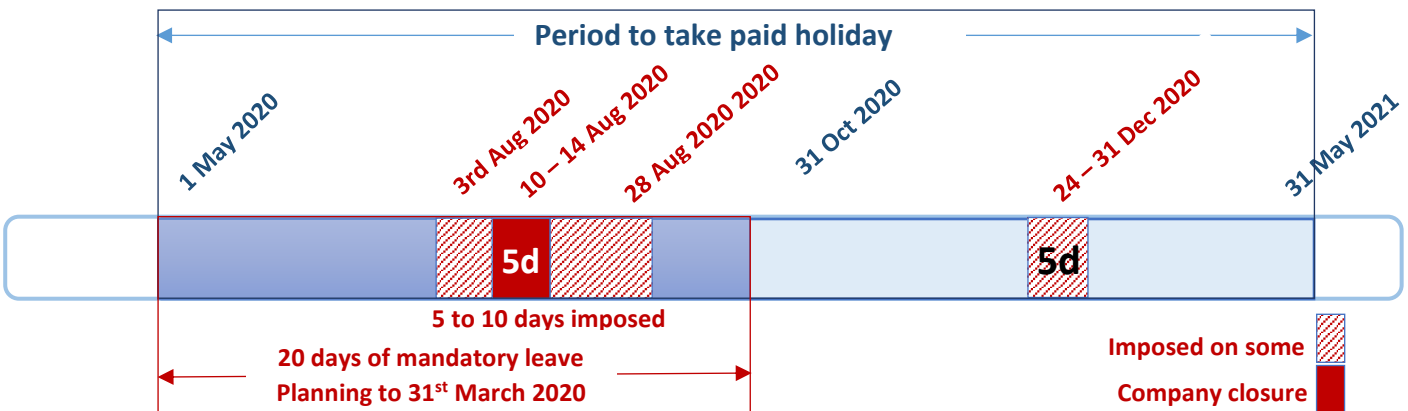 Period to take paid holiday
1 May 2020
3rd Aug 2020
10 – 14 Aug 2020
28 Aug 2020 2020
31 Oct 2020
24 – 31 Dec 2020
31 May 2021
5d
5d
5 to 10 days imposed
20 days of mandatory leave
Planning to 31st March 2020
Imposed on some
Company closure